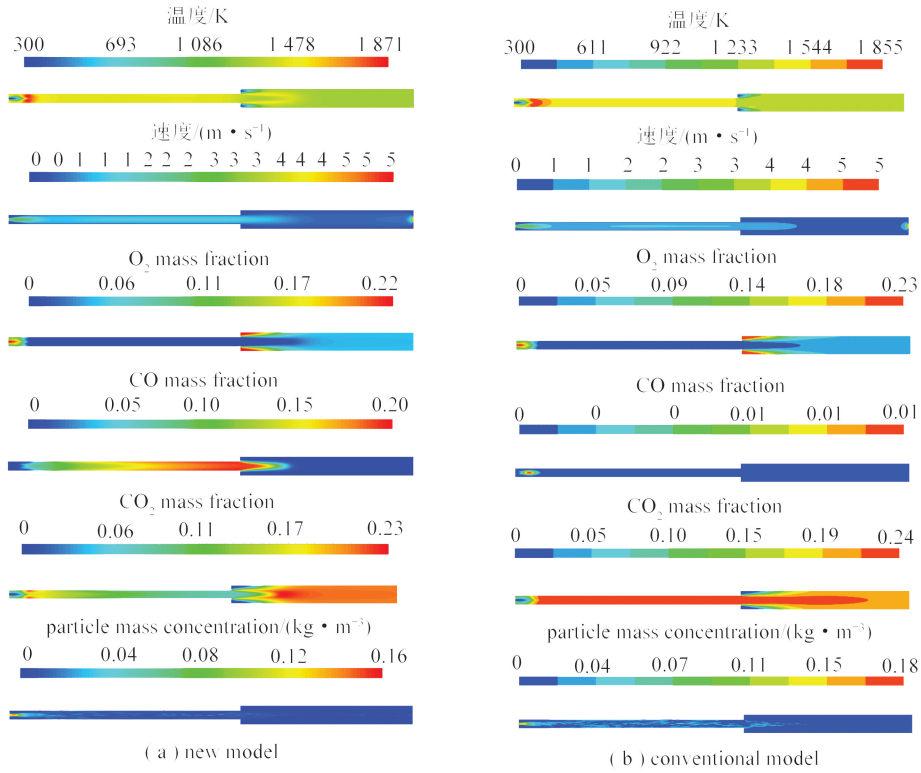 温度/K
300 693 1 086 1 478 1 871
速度/(m·s⁻¹)
0 0 1 1 1 2 2 2 3 3 3 4 4 5 5 5
O₂ mass fraction
0 0.06 0.11 0.17 0.22
CO mass fraction
0 0.05 0.10 0.15 0.20
CO₂ mass fraction
0 0.06 0.11 0.17 0.23
particle mass concentration/(kg·m⁻³)
0 0.04 0.08 0.12 0.16
(a) new model
温度/K
300 611 922 1 233 1 544 1 855
速度/(m·s⁻¹)
0 1 1 2 2 3 3 4 5 5
O₂ mass fraction
0 0.05 0.09 0.14 0.18 0.23
CO mass fraction
0 0 0 0.01 0.01 0.01
CO₂ mass fraction
0 0.05 0.10 0.15 0.19 0.24
particle mass concentration/(kg·m⁻³)
0 0.04 0.07 0.11 0.15 0.18
(b) conventional model